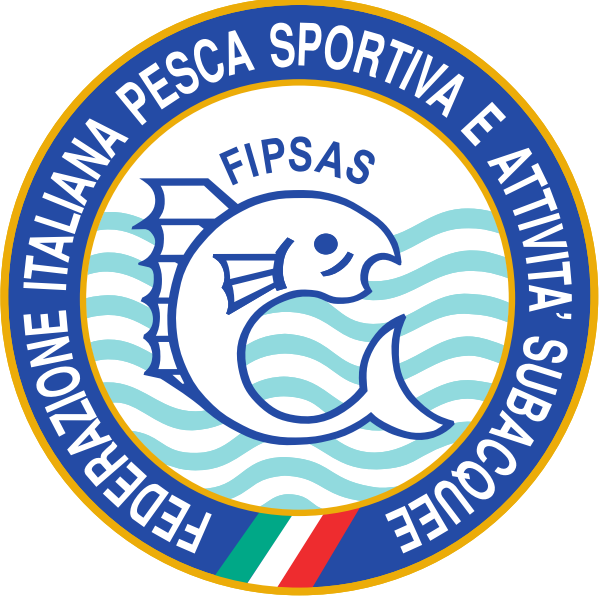 FEDERAZIONE ITALIANA PESCA SPORTIVA E ATTIVITA' SUBACQUEE
FIPSAS